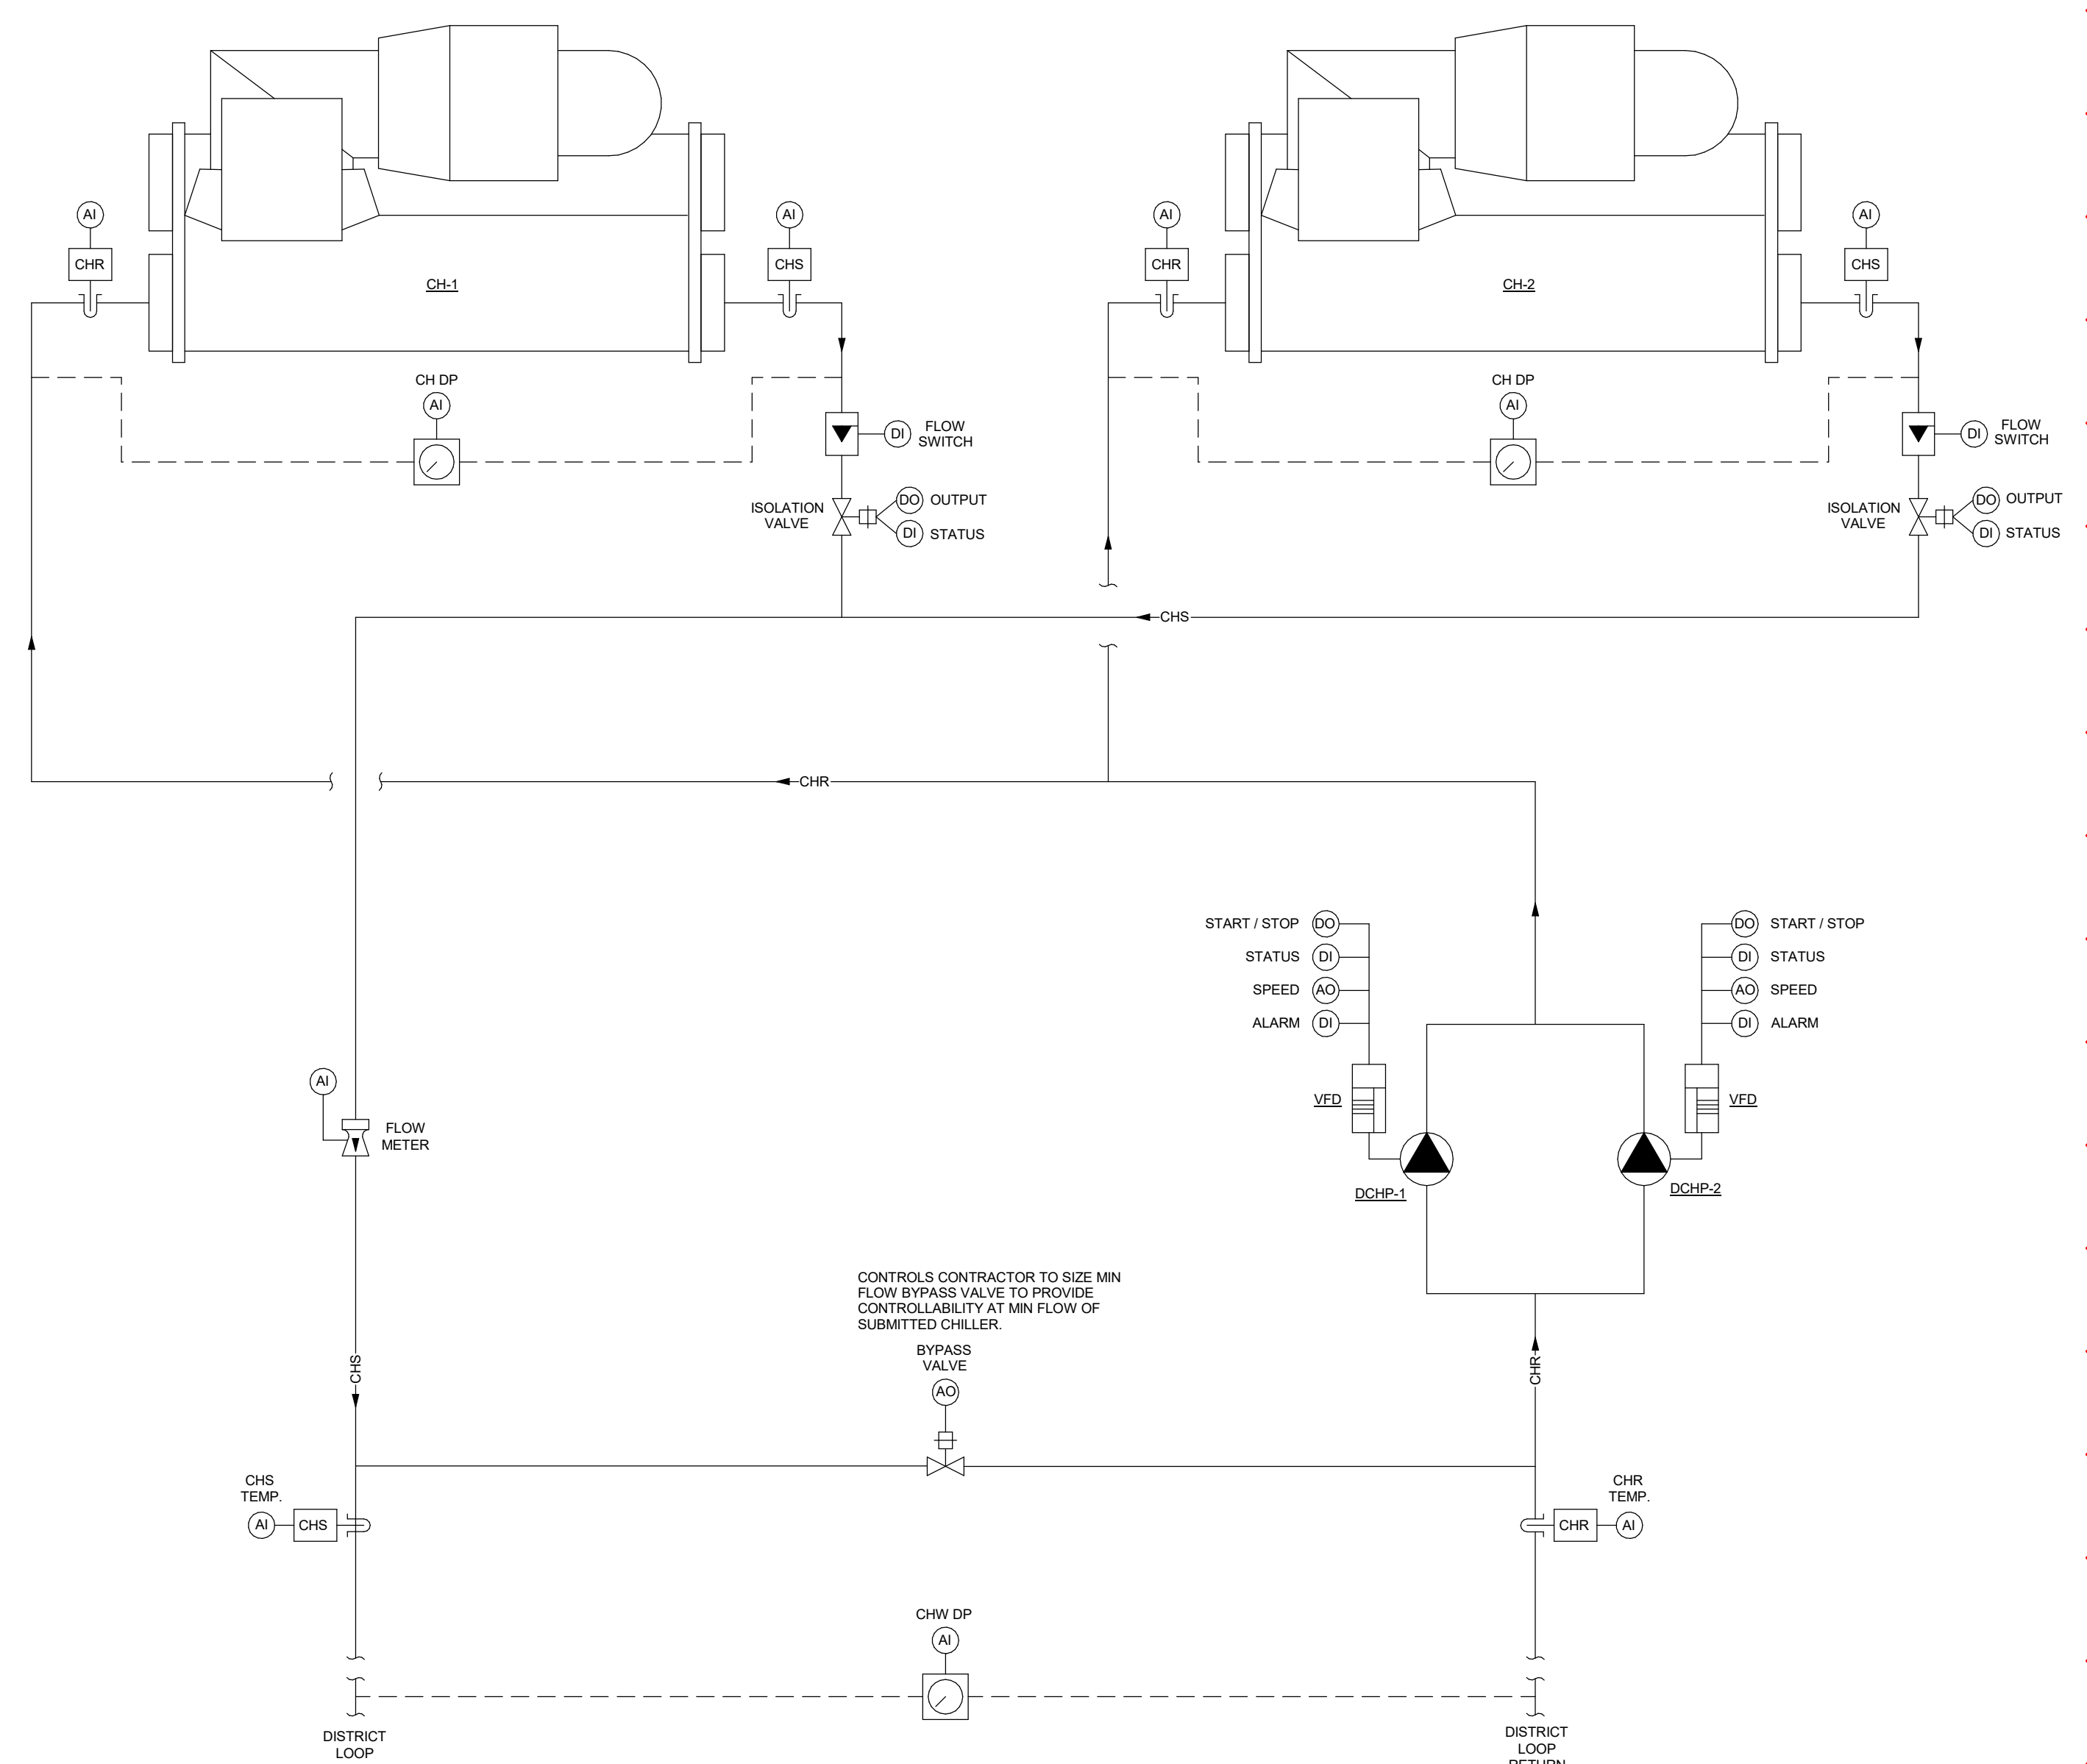 AI
AI
AI
AI
CHR
CHS
CHR
CHS
CH-1
CH-2
CH DP
AI
CH DP
AI
DI
FLOW
SWITCH
DI
FLOW
SWITCH
ISOLATION
VALVE
DO OUTPUT
DI STATUS
ISOLATION
VALVE
DO OUTPUT
DI STATUS
CHS
CHR
START / STOP DO
STATUS DI
SPEED AO
ALARM DI
DO START / STOP
DI STATUS
AO SPEED
DI ALARM
VFD
VFD
AI
FLOW
METER
DCHP-1
DCHP-2
CONTROLS CONTRACTOR TO SIZE MIN
FLOW BYPASS VALVE TO PROVIDE
CONTROLLABILITY AT MIN FLOW OF
SUBMITTED CHILLER.
BYPASS
VALVE
AO
CHS
CHR
CHS
TEMP.
AI CHS
CHR
TEMP.
CHR AI
CHW DP
AI
DISTRICT
LOOP
DISTRICT
LOOP
RETURN